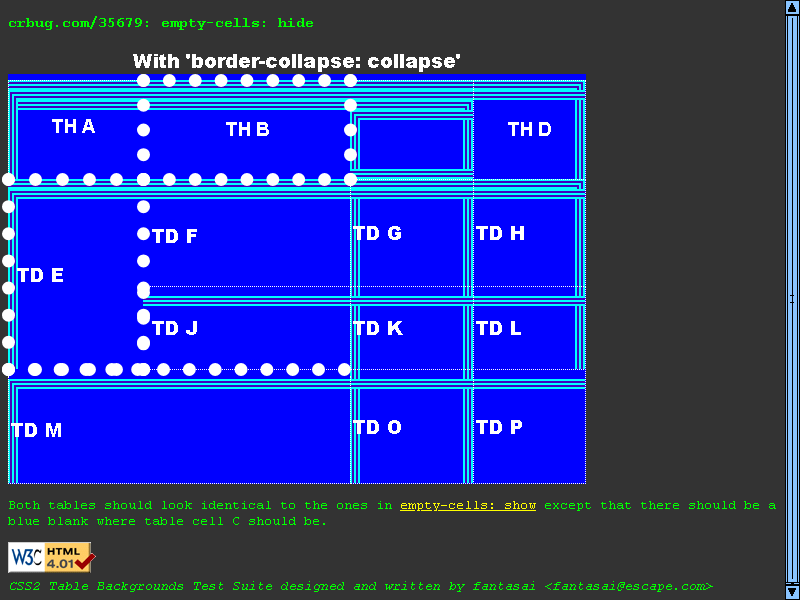 crbug.com/35679: empty-cells: hide
With 'border-collapse: collapse'
TH A
TH B
TH D
TD E
TD F
TD G
TD H
TD J
TD K
TD L
TD M
TD O
TD P
Both tables should look identical to the ones in empty-cells: show except that there should be a
blue blank where table cell C should be.
W3C HTML 4.01
CSS2 Table Backgrounds Test Suite designed and written by fantasai <fantasai@escape.com>